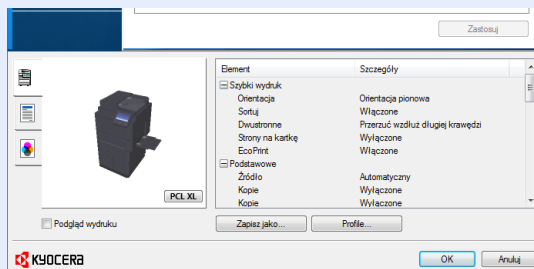 Zastosuj
Element Szczegóły
Szybki wydruk
Orientacja Orientacja pionowa
Sortuj Włączone
Dwustronne Przerzuć wzdłuż długiej krawędzi
Strony na kartkę Wyłączone
EcoPrint Włączone
Podstawowe
Źródło Automatyczny
Kopie Wyłączone
Kopie Wyłączone
PCL XL
Podgląd wydruku Zapisz jako... Profile...
KYOCERA OK Anuluj